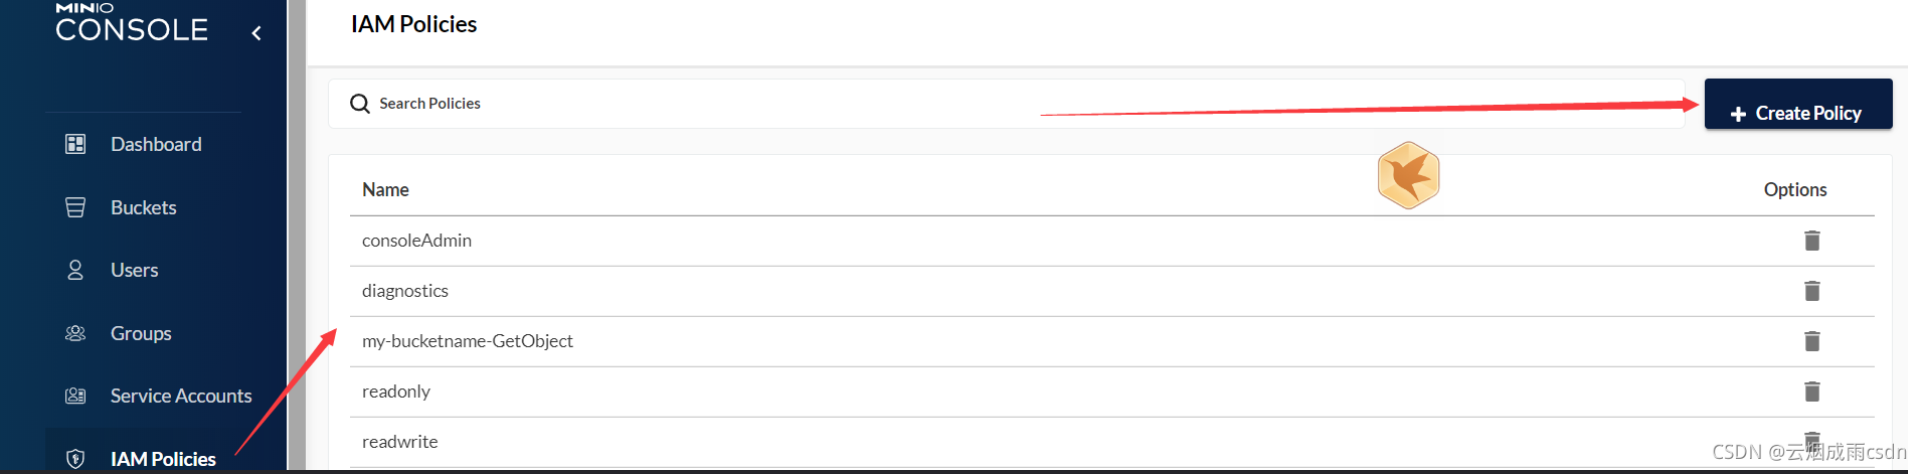 MINIO
CONSOLE
IAM Policies
Search Policies
Create Policy
Dashboard
Buckets
Users
Groups
Service Accounts
IAM Policies
Name
Options
consoleAdmin
diagnostics
my-bucketname-GetObject
readonly
readwrite
CSDN @云烟成雨csdn